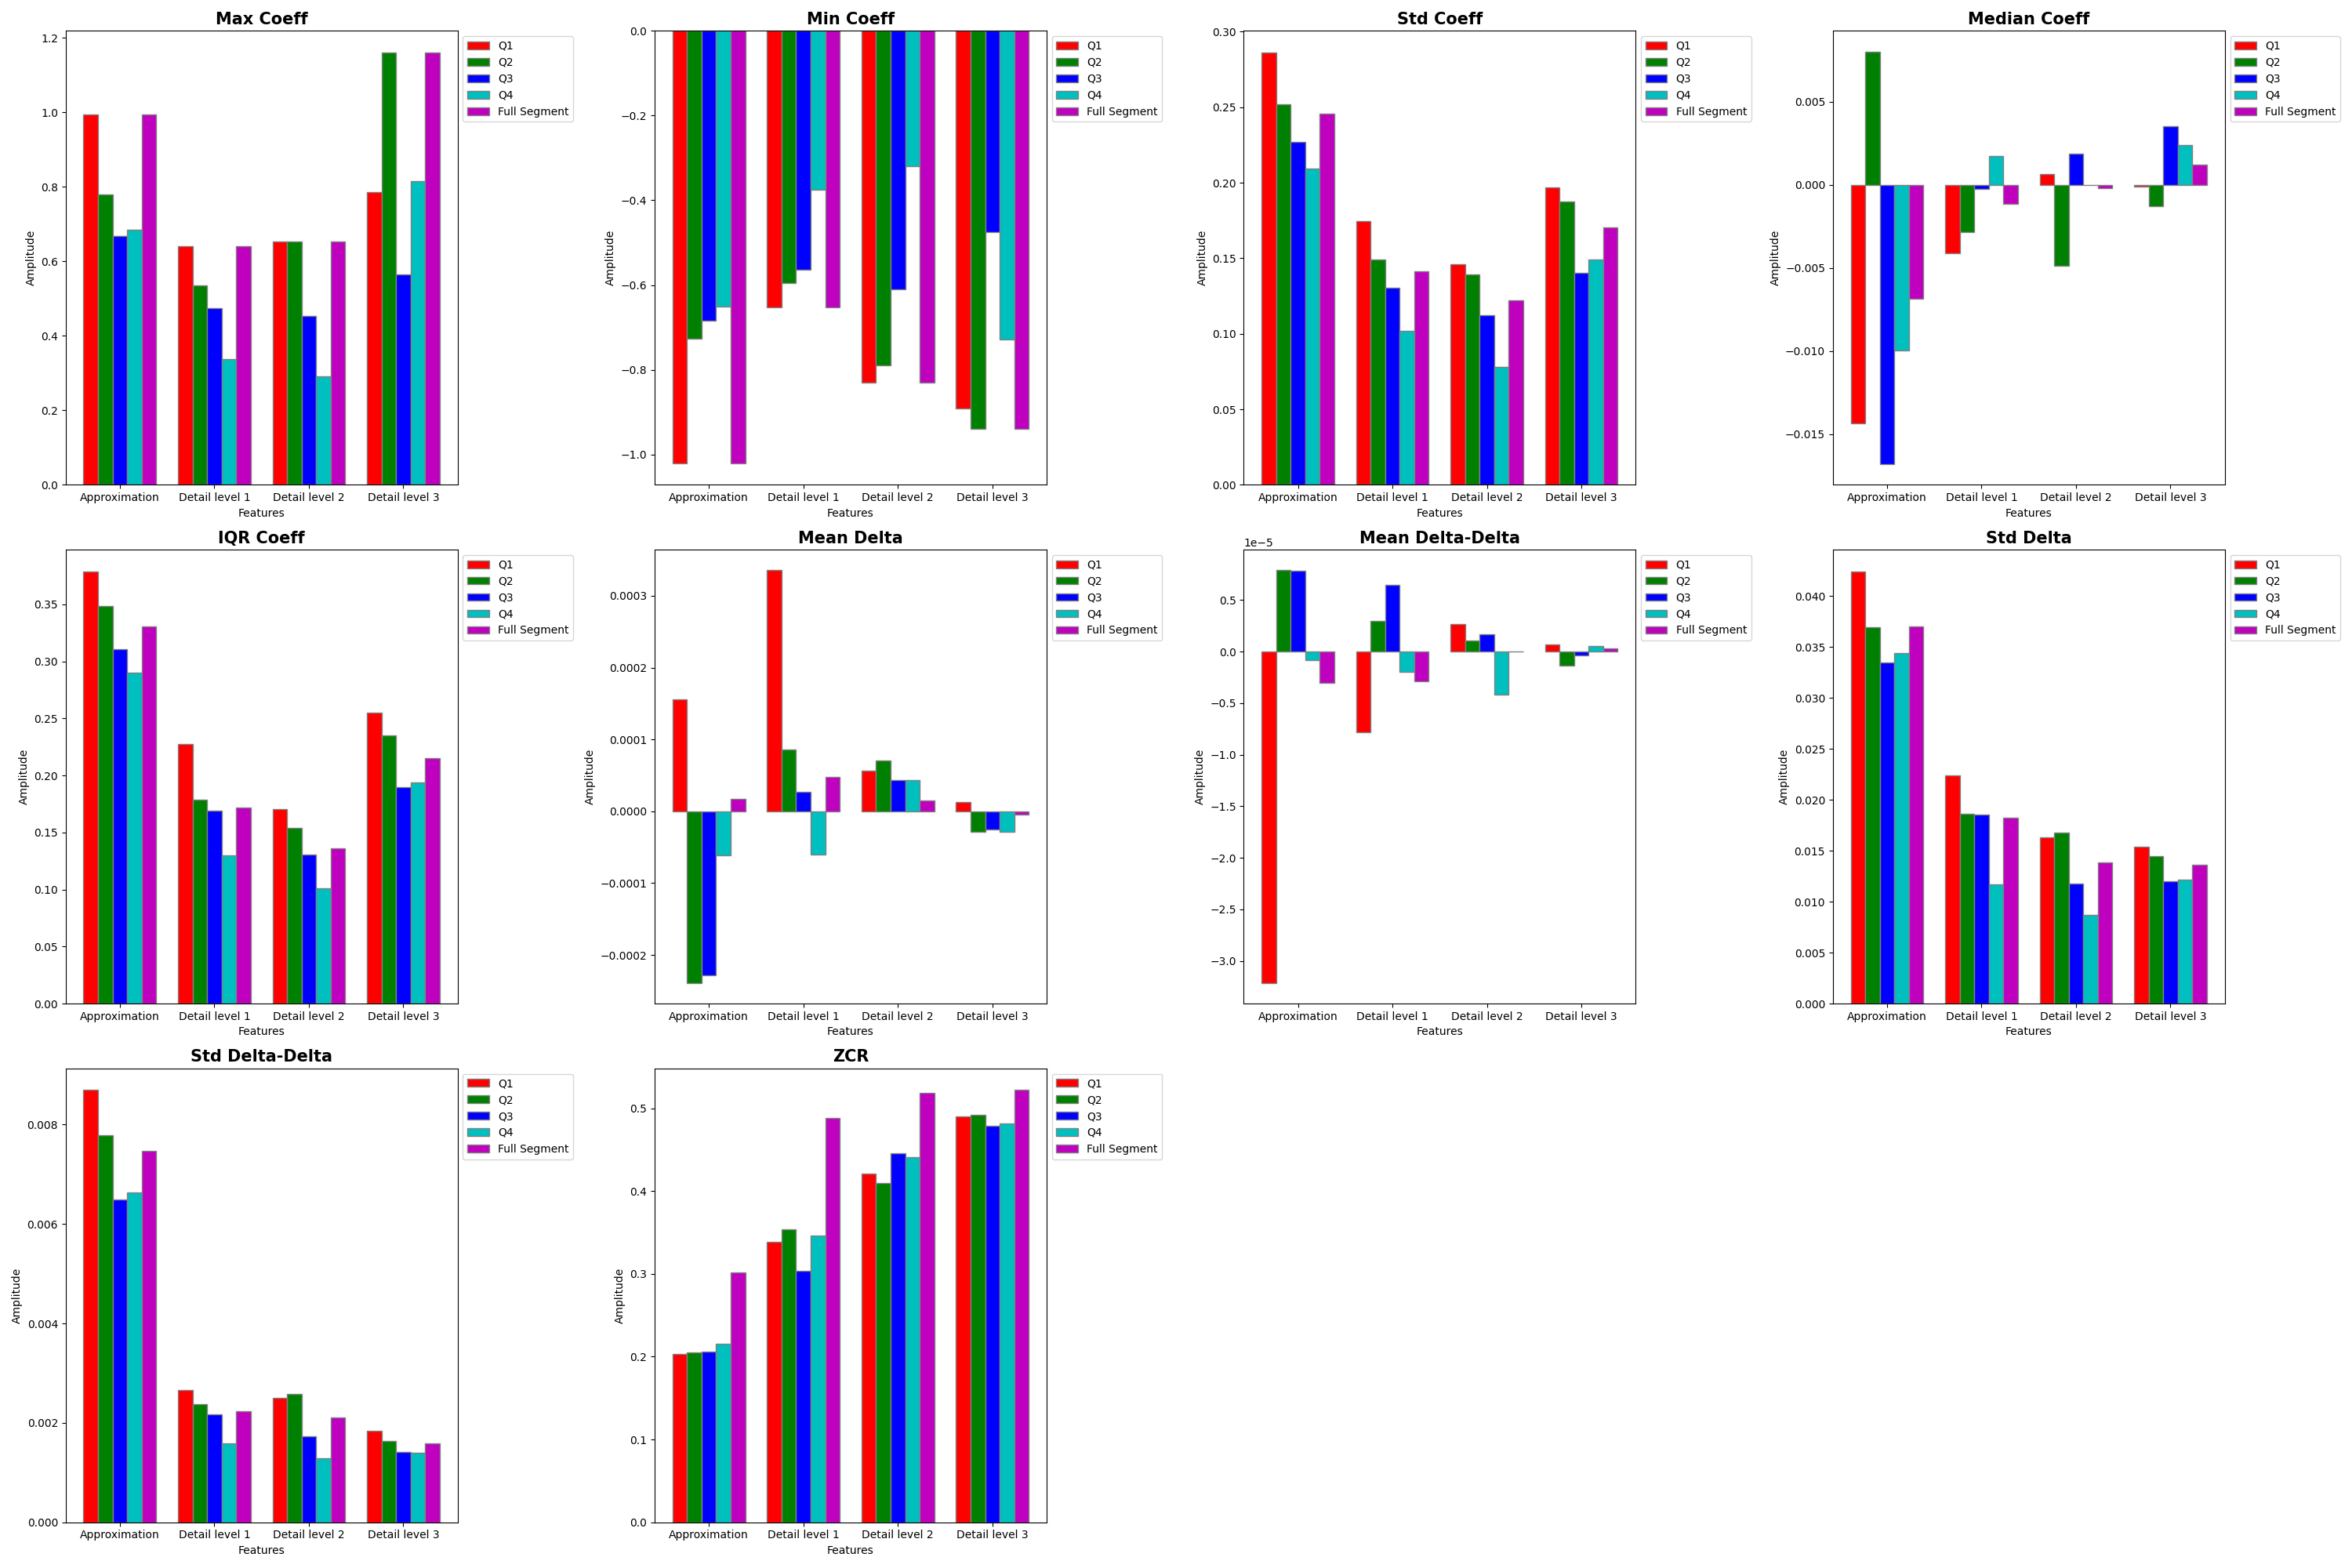 Max Coeff
1.2
1.0
0.8
0.6
0.4
0.2
0.0
Amplitude
Approximation Detail level 1 Detail level 2 Detail level 3
Features
Q1
Q2
Q3
Q4
Full Segment
Min Coeff
0.0
−0.2
−0.4
−0.6
−0.8
−1.0
Amplitude
Approximation Detail level 1 Detail level 2 Detail level 3
Features
Q1
Q2
Q3
Q4
Full Segment
Std Coeff
0.30
0.25
0.20
0.15
0.10
0.05
0.00
Amplitude
Approximation Detail level 1 Detail level 2 Detail level 3
Features
Q1
Q2
Q3
Q4
Full Segment
Median Coeff
0.005
0.000
−0.005
−0.010
−0.015
Amplitude
Approximation Detail level 1 Detail level 2 Detail level 3
Features
Q1
Q2
Q3
Q4
Full Segment
IQR Coeff
0.35
0.30
0.25
0.20
0.15
0.10
0.05
0.00
Amplitude
Approximation Detail level 1 Detail level 2 Detail level 3
Features
Q1
Q2
Q3
Q4
Full Segment
Mean Delta
0.0003
0.0002
0.0001
0.0000
−0.0001
−0.0002
Amplitude
Approximation Detail level 1 Detail level 2 Detail level 3
Features
Q1
Q2
Q3
Q4
Full Segment
Mean Delta-Delta
1e−5
0.5
0.0
−0.5
−1.0
−1.5
−2.0
−2.5
−3.0
Amplitude
Approximation Detail level 1 Detail level 2 Detail level 3
Features
Q1
Q2
Q3
Q4
Full Segment
Std Delta
0.040
0.035
0.030
0.025
0.020
0.015
0.010
0.005
0.000
Amplitude
Approximation Detail level 1 Detail level 2 Detail level 3
Features
Q1
Q2
Q3
Q4
Full Segment
Std Delta-Delta
0.008
0.006
0.004
0.002
0.000
Amplitude
Approximation Detail level 1 Detail level 2 Detail level 3
Features
Q1
Q2
Q3
Q4
Full Segment
ZCR
0.5
0.4
0.3
0.2
0.1
0.0
Amplitude
Approximation Detail level 1 Detail level 2 Detail level 3
Features
Q1
Q2
Q3
Q4
Full Segment